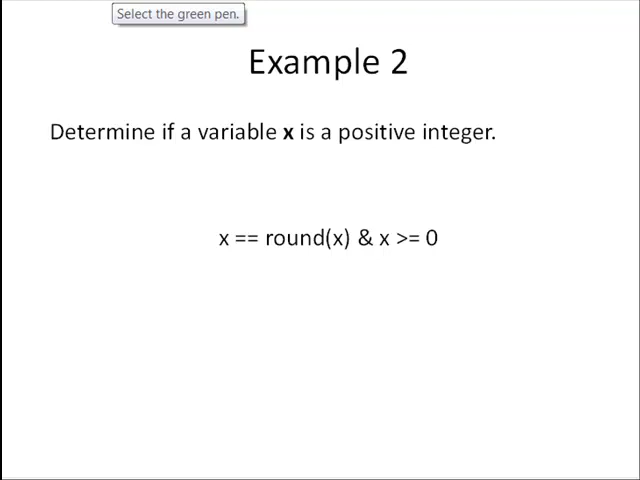 Select the green pen.
Example 2
Determine if a variable x is a positive integer.
x == round(x) & x >= 0